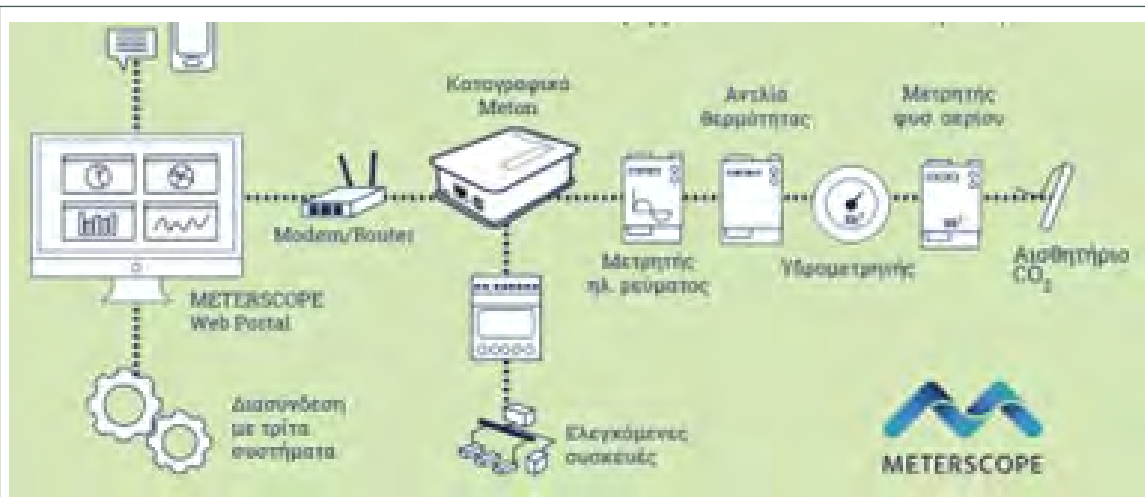 Καταγραφικό
Meton
Αντλία
θερμότητας
Μετρητής
φυσ αερίου
Modem/Router
Μετρητής
ηλ. ρεύματος
Υδρομετρητής
Αισθητήριο
CO₂
METERSCOPE
Web Portal
Διασύνδεση
με τρίτα
συστήματα
Ελεγκόμενες
συσκευές
METERSCOPE